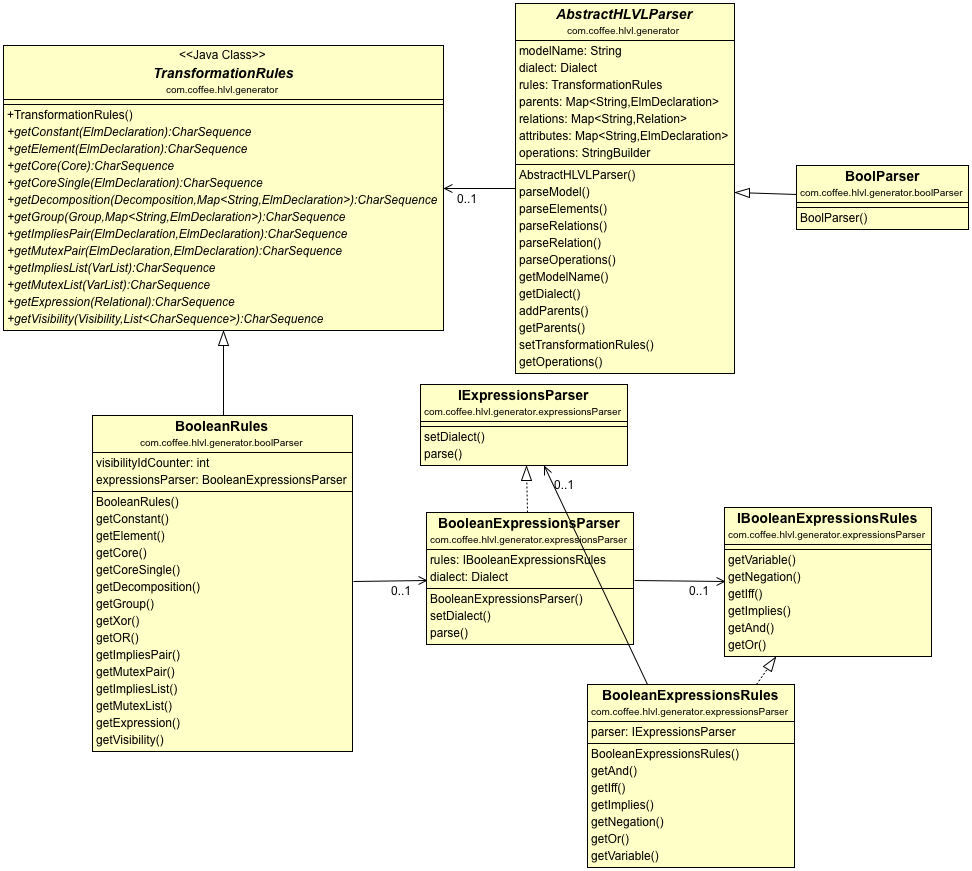 <<Java Class>>
TransformationRules
com.coffee.hlvl.generator
+TransformationRules()
+getConstant(ElmDeclaration):CharSequence
+getElement(ElmDeclaration):CharSequence
+getCore(Core):CharSequence
+getCoreSingle(ElmDeclaration):CharSequence
+getDecomposition(Decomposition,Map<String,ElmDeclaration>):CharSequence
+getGroup(Group,Map<String,ElmDeclaration>):CharSequence
+getImpliesPair(ElmDeclaration,ElmDeclaration):CharSequence
+getMutexPair(ElmDeclaration,ElmDeclaration):CharSequence
+getImpliesList(VarList):CharSequence
+getMutexList(VarList):CharSequence
+getExpression(Relational):CharSequence
+getVisibility(Visibility,List<CharSequence>):CharSequence
0..1
AbstractHLVLParser
com.coffee.hlvl.generator
modelName: String
dialect: Dialect
rules: TransformationRules
parents: Map<String,ElmDeclaration>
relations: Map<String,Relation>
attributes: Map<String,ElmDeclaration>
operations: StringBuilder
AbstractHLVLParser()
parseModel()
parseElements()
parseRelations()
parseRelation()
parseOperations()
getModelName()
getDialect()
addParents()
getParents()
setTransformationRules()
getOperations()
BoolParser
com.coffee.hlvl.generator.boolParser
BoolParser()
BooleanRules
com.coffee.hlvl.generator.boolParser
visibilityIdCounter: int
expressionsParser: BooleanExpressionsParser
BooleanRules()
getConstant()
getElement()
getCore()
getCoreSingle()
getDecomposition()
getGroup()
getXor()
getOR()
getImpliesPair()
getMutexPair()
getImpliesList()
getMutexList()
getExpression()
getVisibility()
0..1
IExpressionsParser
com.coffee.hlvl.generator.expressionsParser
setDialect()
parse()
0..1
BooleanExpressionsParser
com.coffee.hlvl.generator.expressionsParser
rules: IBooleanExpressionsRules
dialect: Dialect
BooleanExpressionsParser()
setDialect()
parse()
0..1
IBooleanExpressionsRules
com.coffee.hlvl.generator.expressionsParser
getVariable()
getNegation()
getIff()
getImplies()
getAnd()
getOr()
BooleanExpressionsRules
com.coffee.hlvl.generator.expressionsParser
parser: IExpressionsParser
BooleanExpressionsRules()
getAnd()
getIff()
getImplies()
getNegation()
getOr()
getVariable()